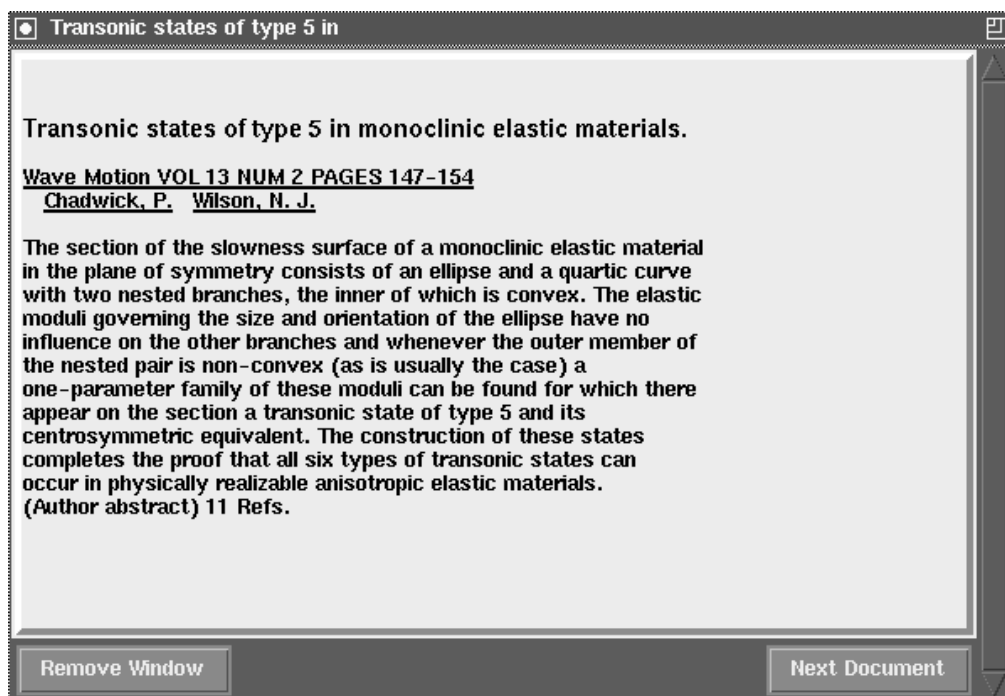 Transonic states of type 5 in
Transonic states of type 5 in monoclinic elastic materials.
Wave Motion VOL 13 NUM 2 PAGES 147-154
Chadwick, P. Wilson, N. J.
The section of the slowness surface of a monoclinic elastic material
in the plane of symmetry consists of an ellipse and a quartic curve
with two nested branches, the inner of which is convex. The elastic
moduli governing the size and orientation of the ellipse have no
influence on the other branches and whenever the outer member of
the nested pair is non-convex (as is usually the case) a
one-parameter family of these moduli can be found for which there
appear on the section a transonic state of type 5 and its
centrosymmetric equivalent. The construction of these states
completes the proof that all six types of transonic states can
occur in physically realizable anisotropic elastic materials.
(Author abstract) 11 Refs.
Remove Window Next Document